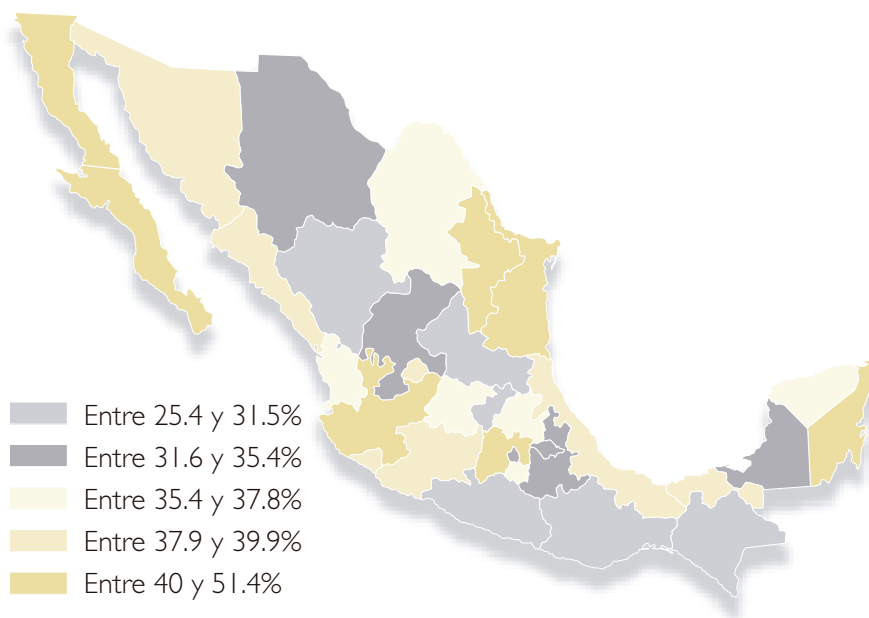 Entre 25.4 y 31.5%
Entre 31.6 y 35.4%
Entre 35.4 y 37.8%
Entre 37.9 y 39.9%
Entre 40 y 51.4%